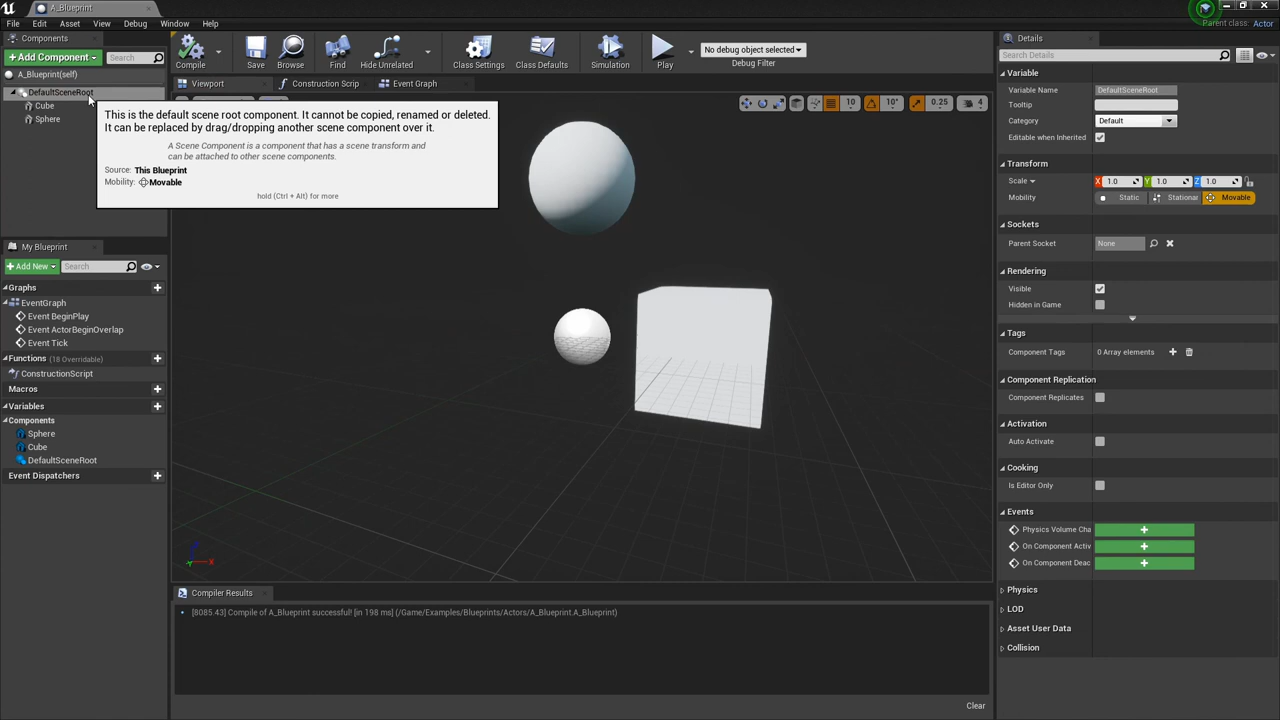 A_Blueprint
File Edit Asset View Debug Window Help
Parent class: Actor
Components
+Add Component
Search
A_Blueprint(self)
DefaultSceneRoot
Cube
Sphere
This is the default scene root component. It cannot be copied, renamed or deleted.
It can be replaced by drag/dropping another scene component over it.
A Scene Component is a component that has a scene transform and
can be attached to other scene components.
Source: This Blueprint
Mobility: Movable
hold (Ctrl + Alt) for more
My Blueprint
+Add New
Search
Graphs
EventGraph
Event BeginPlay
Event ActorBeginOverlap
Event Tick
Functions (18 Overridable)
ConstructionScript
Macros
Variables
Components
Sphere
Cube
DefaultSceneRoot
Event Dispatchers
Compile
Save
Browse
Find
Hide Unrelated
Class Settings
Class Defaults
Simulation
Play
No debug object selected
Debug Filter
Viewport
Construction Scrip
Event Graph
10
10°
0.25
4
X
Compiler Results
[8085.43] Compile of A_Blueprint successful! [in 198 ms] (/Game/Examples/Blueprints/Actors/A_Blueprint.A_Blueprint)
Clear
Details
Search Details
Variable
Variable Name DefaultSceneRoot
Tooltip
Category Default
Editable when Inherited
Transform
Scale X 1.0 Y 1.0 Z 1.0
Mobility Static Stationar Movable
Sockets
Parent Socket None
Rendering
Visible
Hidden in Game
Tags
Component Tags 0 Array elements
Component Replication
Component Replicates
Activation
Auto Activate
Cooking
Is Editor Only
Events
Physics Volume Cha
On Component Activ
On Component Deac
Physics
LOD
Asset User Data
Collision